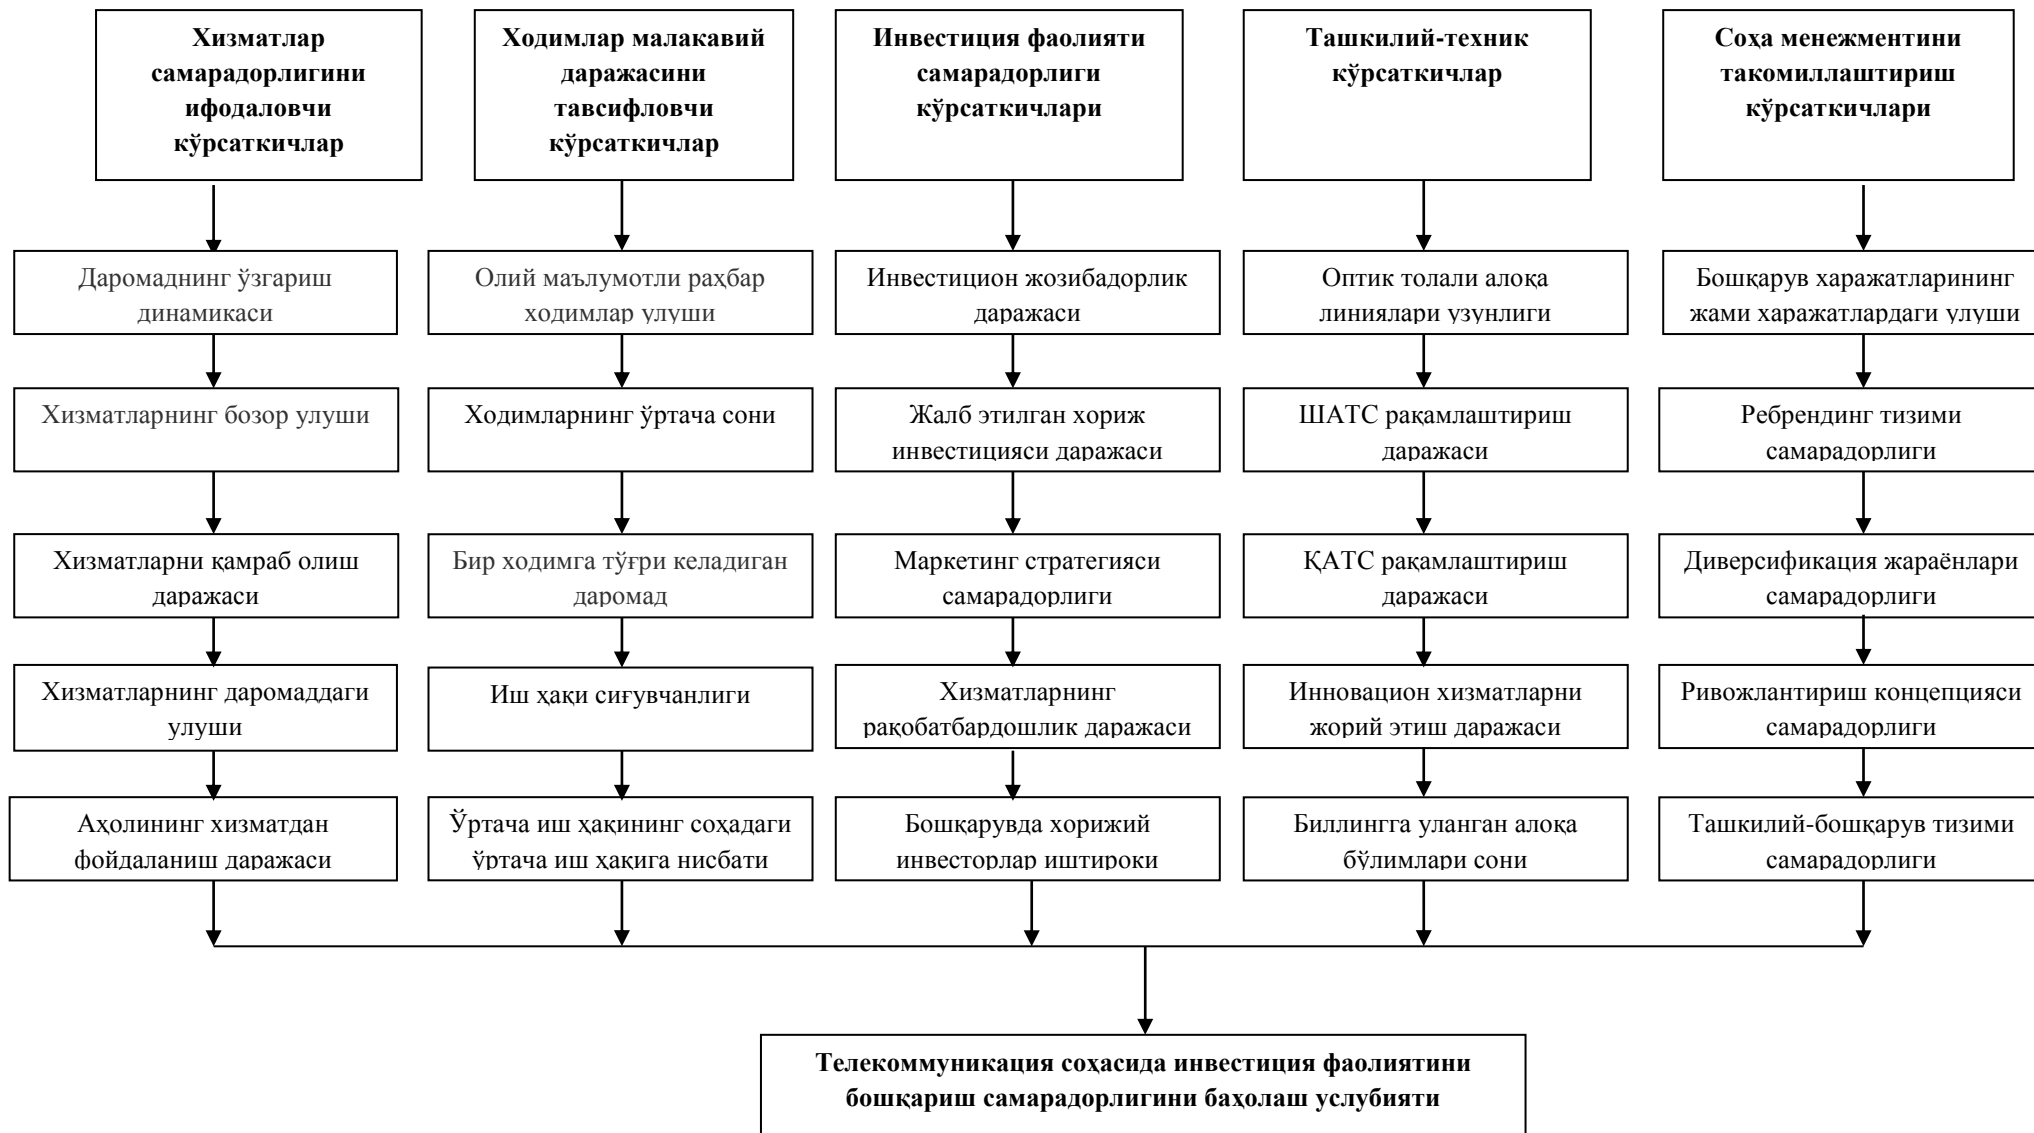 Хизматлар
самарадорлигини
ифодаловчи
кўрсаткичлар
Ходимлар малакавий
даражасини
тавсифловчи
кўрсаткичлар
Инвестиция фаолияти
самарадорлиги
кўрсаткичлари
Ташкилий-техник
кўрсаткичлар
Соҳа менежментини
такомиллаштириш
кўрсаткичлари
Даромаднинг ўзгариш
динамикаси
Олий маълумотли раҳбар
ходимлар улуши
Инвестицион жозибадорлик
даражаси
Оптик толали алоқа
линиялари узунлиги
Бошқарув харажатларининг
жами харажатлардаги улуши
Хизматларнинг бозор улуши
Ходимларнинг ўртача сони
Жалб этилган хориж
инвестицияси даражаси
ШАТС рақамлаштириш
даражаси
Ребрендинг тизими
самарадорлиги
Хизматларни қамраб олиш
даражаси
Бир ходимга тўғри келадиган
даромад
Маркетинг стратегияси
самарадорлиги
ҚАТС рақамлаштириш
даражаси
Диверсификация жараёнлари
самарадорлиги
Хизматларнинг даромаддаги
улуши
Иш ҳақи сиғувчанлиги
Хизматларнинг
рақобатбардошлик даражаси
Инновацион хизматларни
жорий этиш даражаси
Ривожлантириш концепцияси
самарадорлиги
Аҳолининг хизматдан
фойдаланиш даражаси
Ўртача иш ҳақининг соҳадаги
ўртача иш ҳақига нисбати
Бошқарувда хорижий
инвесторлар иштироки
Биллингга уланган алоқа
бўлимлари сони
Ташкилий-бошқарув тизими
самарадорлиги
Телекоммуникация соҳасида инвестиция фаолиятини
бошқариш самарадорлигини баҳолаш услубияти